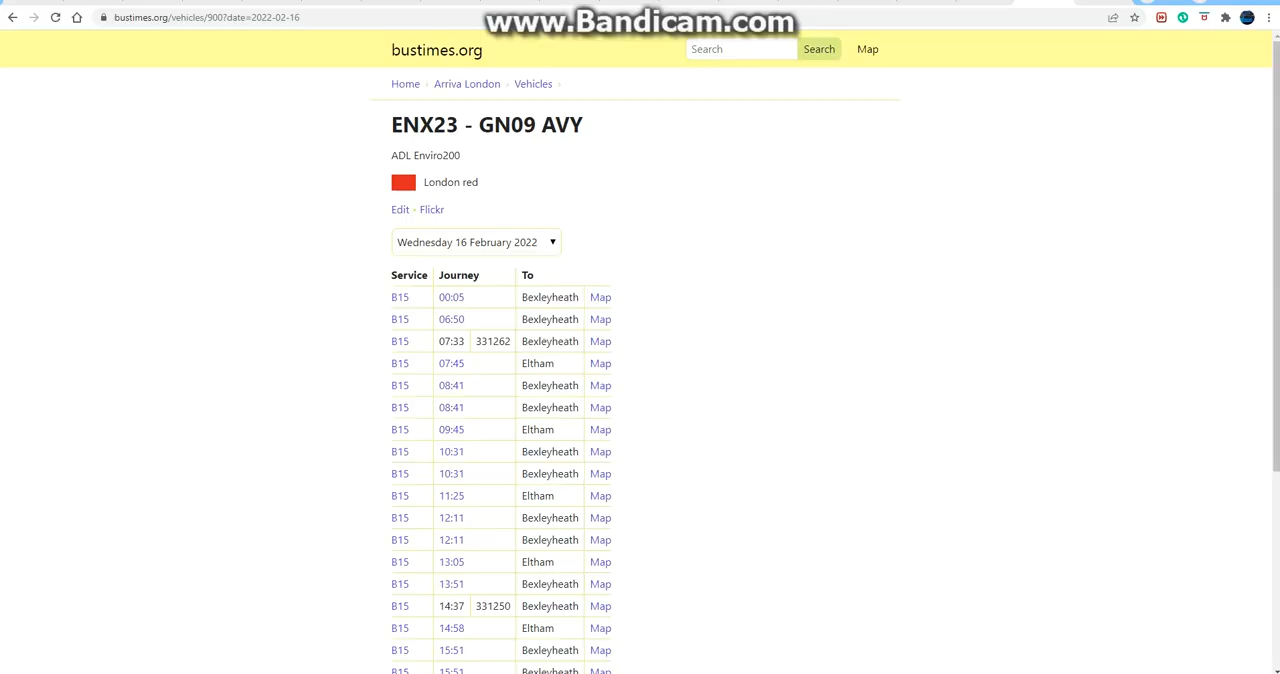 www.Bandicam.com
bustimes.org/vehicles/900?date=2022-02-16
bustimes.org
Search
Search
Map
Home › Arriva London › Vehicles ›
ENX23 - GN09 AVY
ADL Enviro200
London red
Edit • Flickr
Wednesday 16 February 2022 ▼
Service Journey To
B15 00:05 Bexleyheath Map
B15 06:50 Bexleyheath Map
B15 07:33 331262 Bexleyheath Map
B15 07:45 Eltham Map
B15 08:41 Bexleyheath Map
B15 08:41 Bexleyheath Map
B15 09:45 Eltham Map
B15 10:31 Bexleyheath Map
B15 10:31 Bexleyheath Map
B15 11:25 Eltham Map
B15 12:11 Bexleyheath Map
B15 12:11 Bexleyheath Map
B15 13:05 Eltham Map
B15 13:51 Bexleyheath Map
B15 14:37 331250 Bexleyheath Map
B15 14:58 Eltham Map
B15 15:51 Bexleyheath Map
B15 15:51 Bexleyheath Map